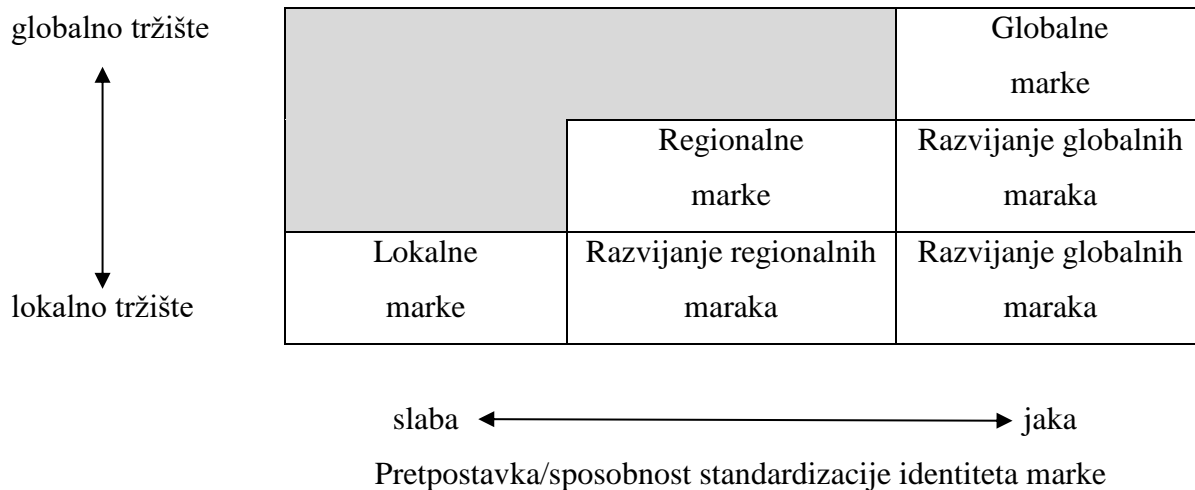 globalno tržište
Globalne
marke
Regionalne
marke
Razvijanje globalnih
maraka
lokalno tržište
Lokalne
marke
Razvijanje regionalnih
maraka
Razvijanje globalnih
maraka
slaba
jaka
Pretpostavka/sposobnost standardizacije identiteta marke